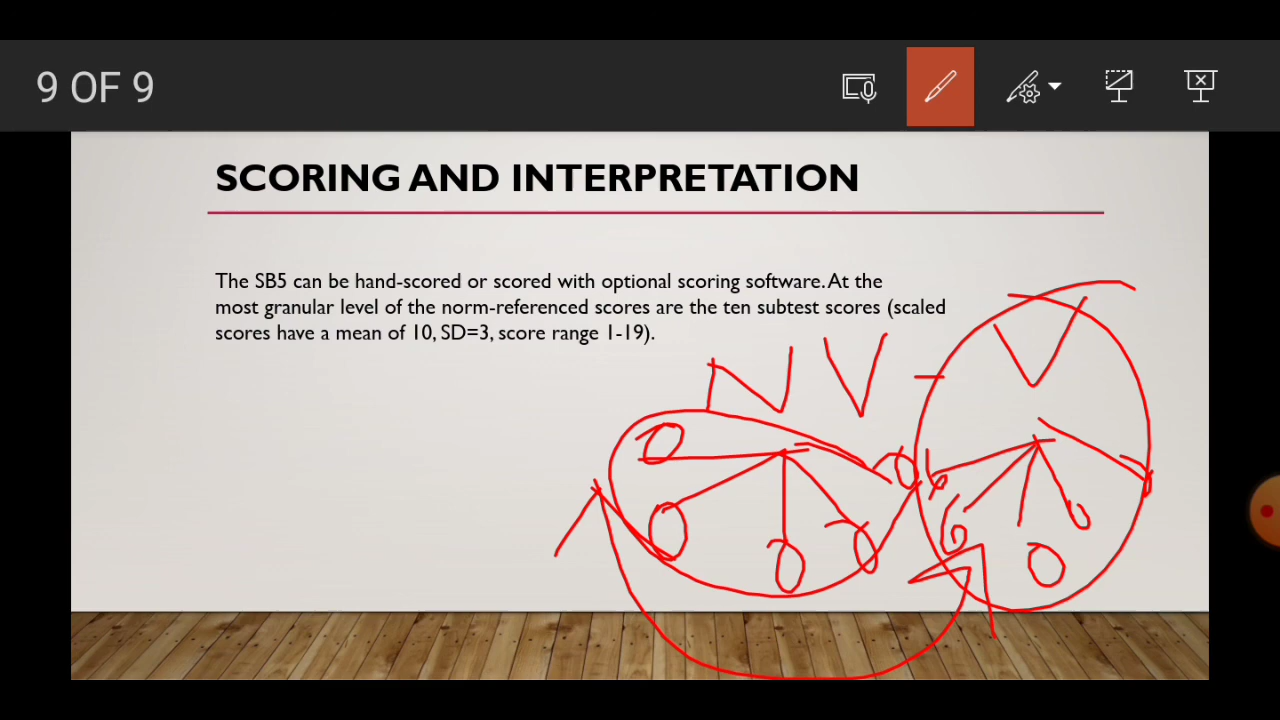 9 OF 9
SCORING AND INTERPRETATION
The SB5 can be hand-scored or scored with optional scoring software. At the
most granular level of the norm-referenced scores are the ten subtest scores (scaled
scores have a mean of 10, SD=3, score range 1-19).
NV - V